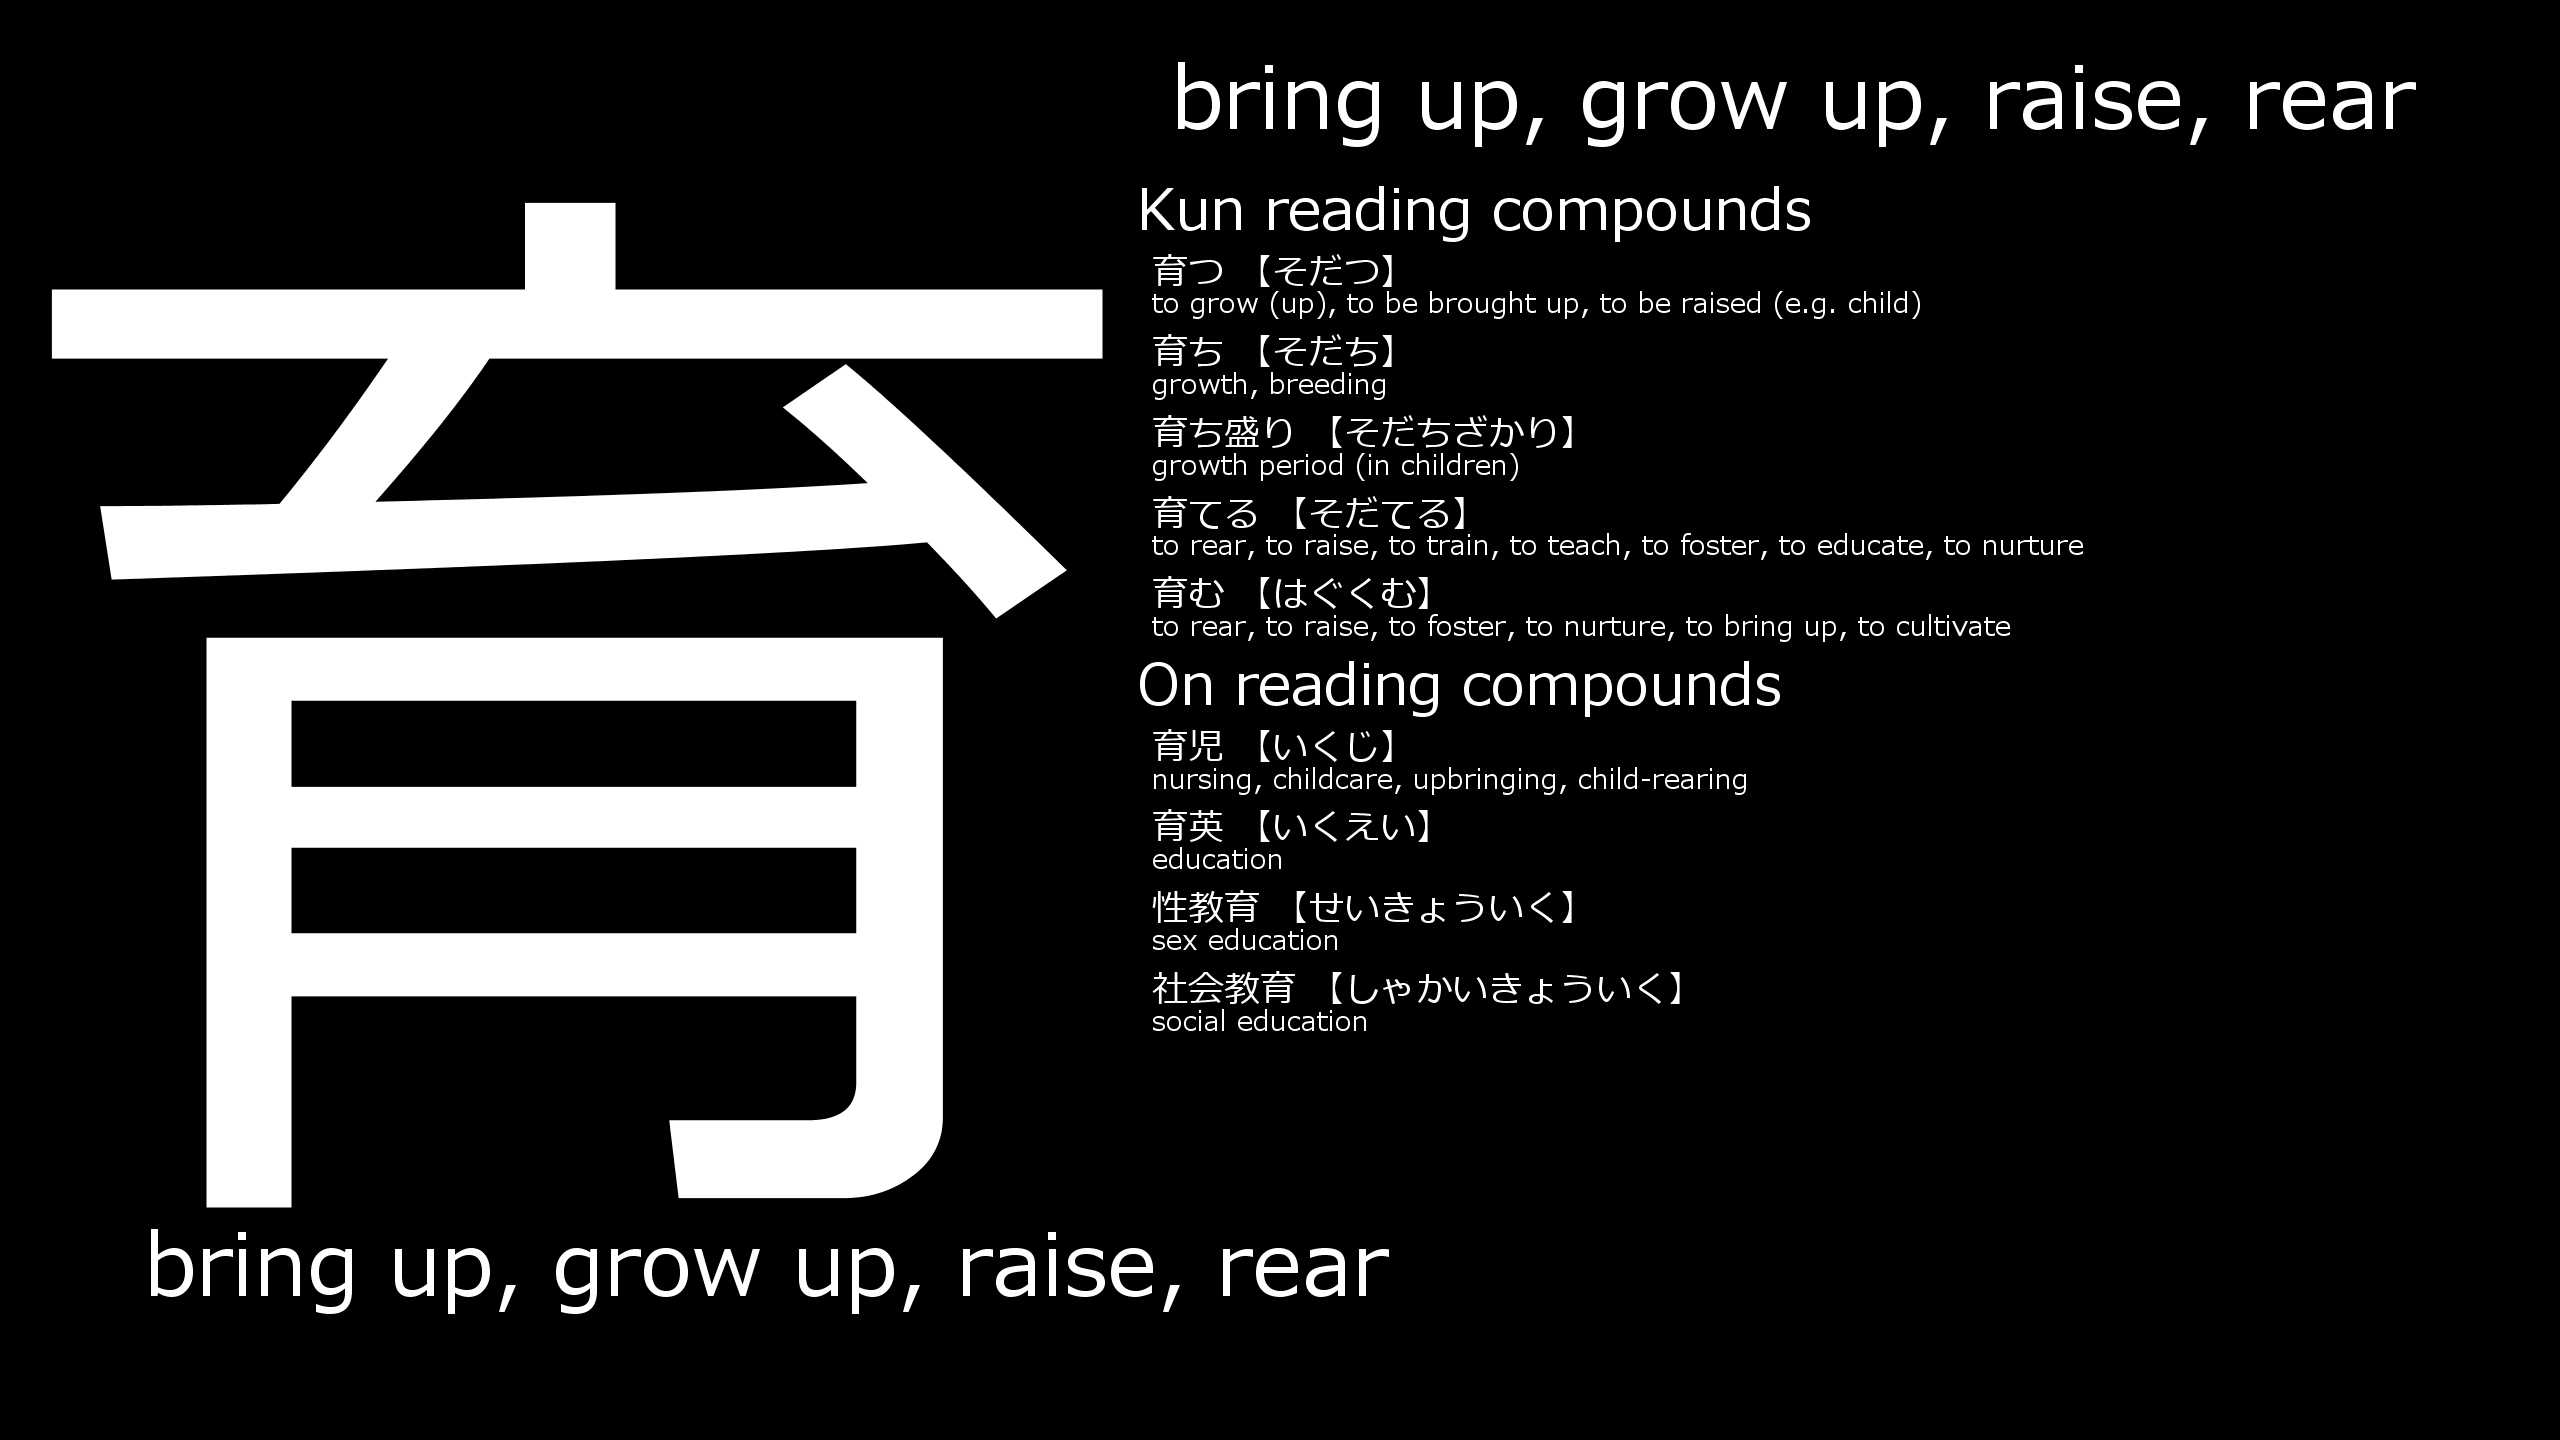 育
bring up, grow up, raise, rear
bring up, grow up, raise, rear
Kun reading compounds
育つ 【そだつ】
to grow (up), to be brought up, to be raised (e.g. child)
育ち 【そだち】
growth, breeding
育ち盛り 【そだちざかり】
growth period (in children)
育てる 【そだてる】
to rear, to raise, to train, to teach, to foster, to educate, to nurture
育む 【はぐくむ】
to rear, to raise, to foster, to nurture, to bring up, to cultivate
On reading compounds
育児 【いくじ】
nursing, childcare, upbringing, child-rearing
育英 【いくえい】
education
性教育 【せいきょういく】
sex education
社会教育 【しゃかいきょういく】
social education